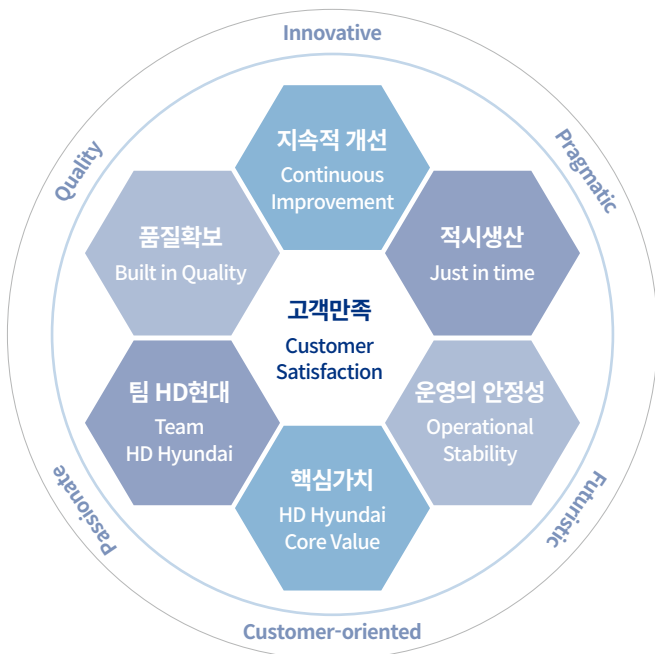 Innovative
Quality
Pragmatic
지속적 개선
Continuous
Improvement
품질확보
Built in Quality
적시생산
Just in time
고객만족
Customer
Satisfaction
팀 HD현대
Team
HD Hyundai
운영의 안정성
Operational
Stability
핵심가치
HD Hyundai
Core Value
Passionate
Futuristic
Customer-oriented